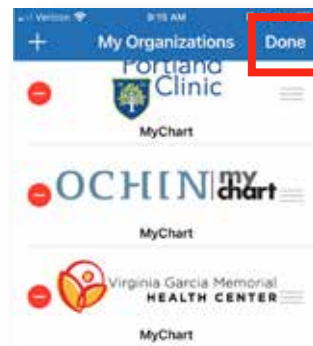 Verizon 9:15 AM
+ My Organizations Done
Portland
Clinic
MyChart
OCHIN my
chart
MyChart
Virginia Garcia Memorial
HEALTH CENTER
MyChart